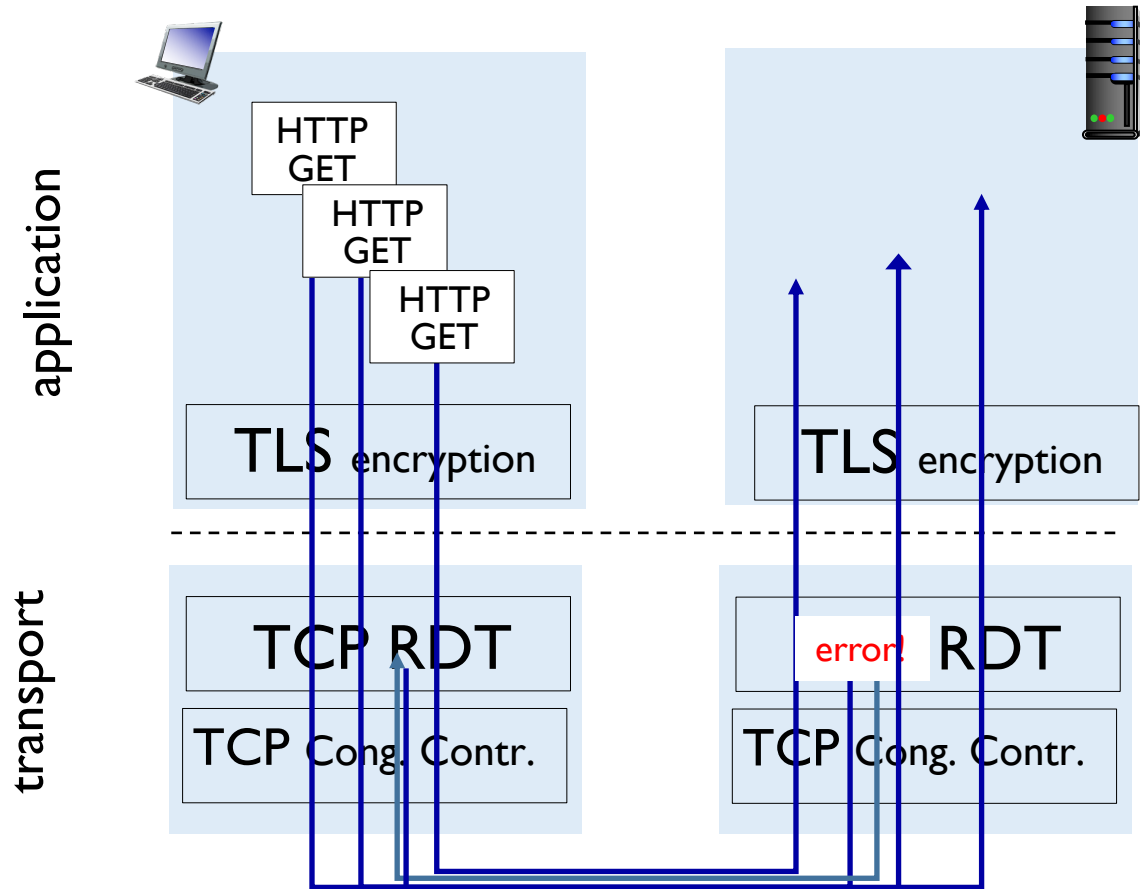 application
HTTP
GET
HTTP
GET
HTTP
GET
TLS encryption
TLS encryption
transport
TCP RDT
error! RDT
TCP Cong. Contr.
TCP Cong. Contr.